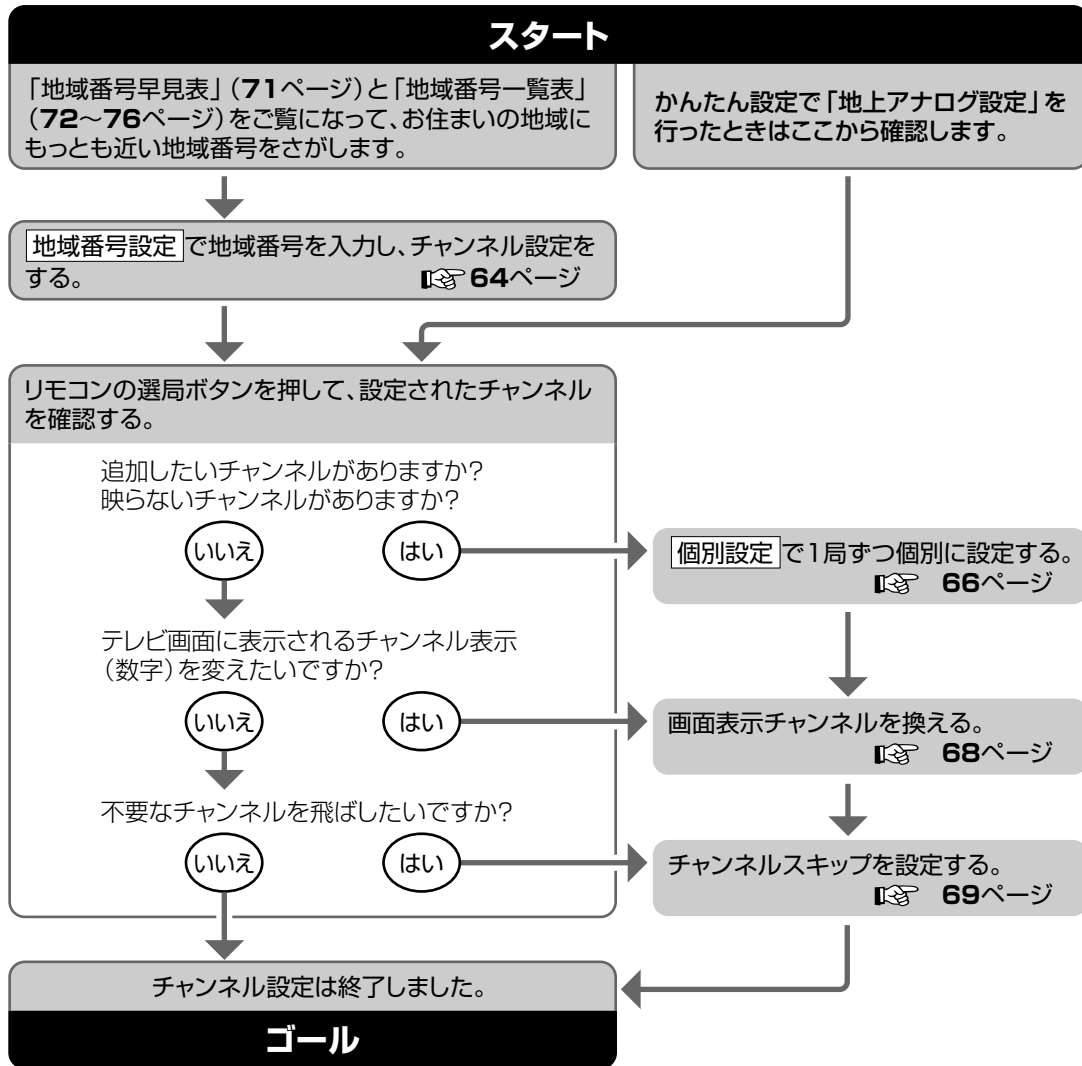 スタート
「地域番号早見表」（71ページ）と「地域番号一覧表」
（72〜76ページ）をご覧になって、お住まいの地域に
もっとも近い地域番号をさがします。
かんたん設定で「地上アナログ設定」を
行ったときはここから確認します。
地域番号設定 で地域番号を入力し、チャンネル設定を
する。 ☞ 64ページ
リモコンの選局ボタンを押して、設定されたチャンネル
を確認する。
追加したいチャンネルがありますか?
映らないチャンネルがありますか?
いいえ はい
個別設定 で1局ずつ個別に設定する。
☞ 66ページ
テレビ画面に表示されるチャンネル表示
（数字）を変えたいですか?
いいえ はい
画面表示チャンネルを換える。
☞ 68ページ
不要なチャンネルを飛ばしたいですか?
いいえ はい
チャンネルスキップを設定する。
☞ 69ページ
チャンネル設定は終了しました。
ゴール